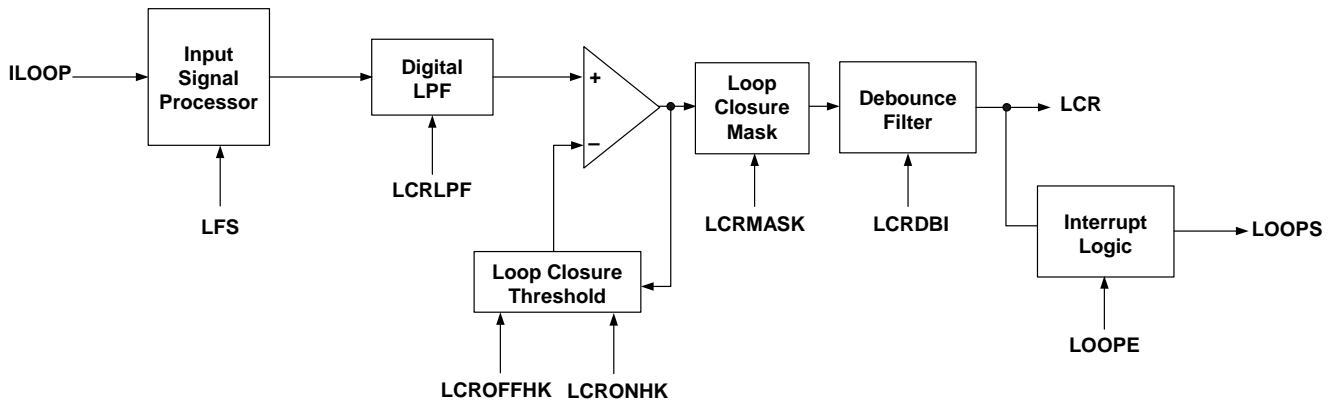 ILOOP
Input
Signal
Processor
LFS
Digital
LPF
LCRLPF
+
−
Loop Closure
Threshold
LCROFFHK
LCRONHK
Loop
Closure
Mask
LCRMASK
Debounce
Filter
LCRDBI
LCR
Interrupt
Logic
LOOPE
LOOPS